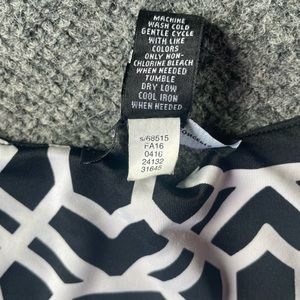 MACHINE
WASH COLD
GENTLE CYCLE
WITH LIKE
COLORS
ONLY NON-
CHLORINE BLEACH
WHEN NEEDED
TUMBLE
DRY LOW
COOL IRON
WHEN NEEDED
s/68515
FA16
0416
24132
31645